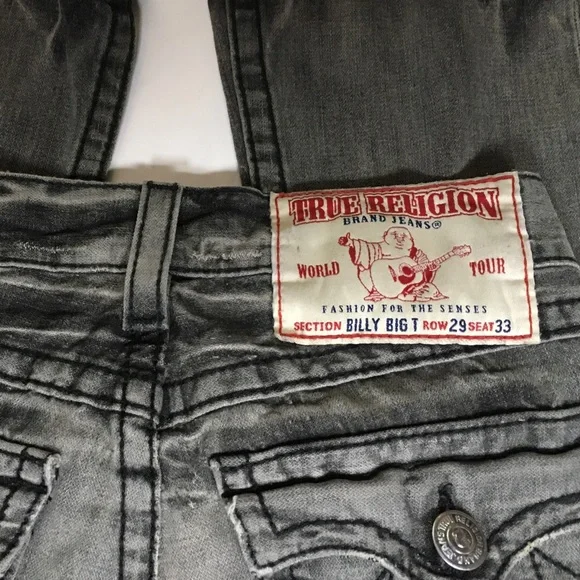 TRUE RELIGION
BRAND JEANS®
WORLD TOUR
FASHION FOR THE SENSES
SECTION BILLY BIG T ROW 29 SEAT 33